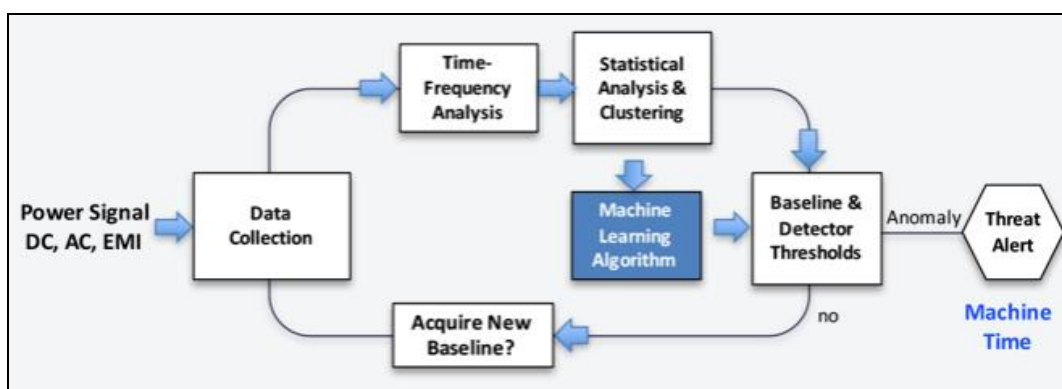 Power Signal
DC, AC, EMI
Data
Collection
Time-
Frequency
Analysis
Statistical
Analysis &
Clustering
Machine
Learning
Algorithm
Baseline &
Detector
Thresholds
Anomaly
Threat
Alert
Machine
Time
no
Acquire New
Baseline?